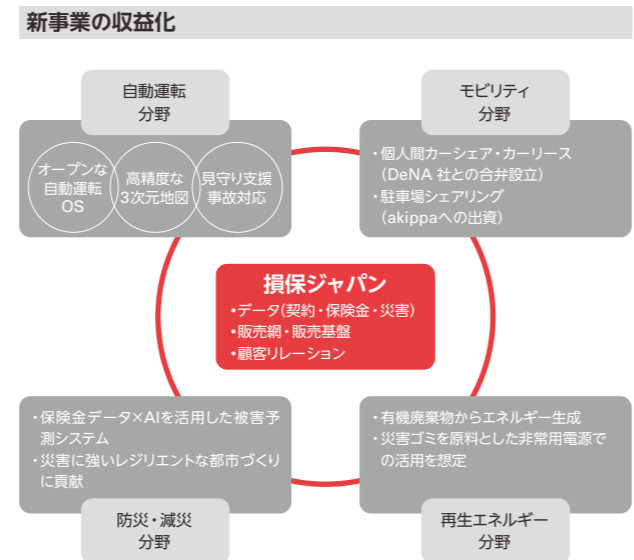 新事業の収益化
自動運転
分野
オープンな
自動運転
OS
高精度な
3次元地図
見守り支援
事故対応
モビリティ
分野
・個人間カーシェア・カーリース
（DeNA 社との合弁設立）
・駐車場シェアリング
（akippaへの出資）
損保ジャパン
•データ(契約・保険金・災害)
•販売網・販売基盤
•顧客リレーション
・保険金データ×AIを活用した被害予
測システム
・災害に強いレジリエントな都市づくり
に貢献
防災・減災
分野
・有機廃棄物からエネルギー生成
・災害ゴミを原料とした非常用電源で
の活用を想定
再生エネルギー
分野